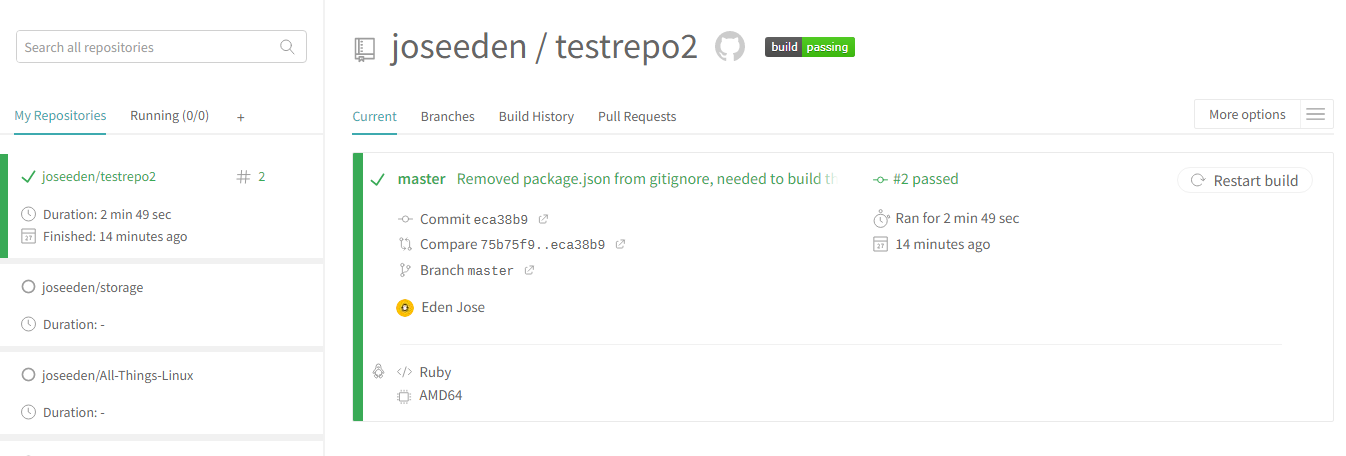 Search all repositories
My Repositories Running (0/0) +
joseeden/testrepo2 # 2
Duration: 2 min 49 sec
Finished: 14 minutes ago
joseeden/storage
Duration: -
joseeden/All-Things-Linux
Duration: -
joseeden / testrepo2 build passing
Current Branches Build History Pull Requests More options
master Removed package.json from gitignore, needed to build th #2 passed Restart build
Commit eca38b9 Ran for 2 min 49 sec
Compare 75b75f9..eca38b9 14 minutes ago
Branch master
Eden Jose
Ruby
AMD64